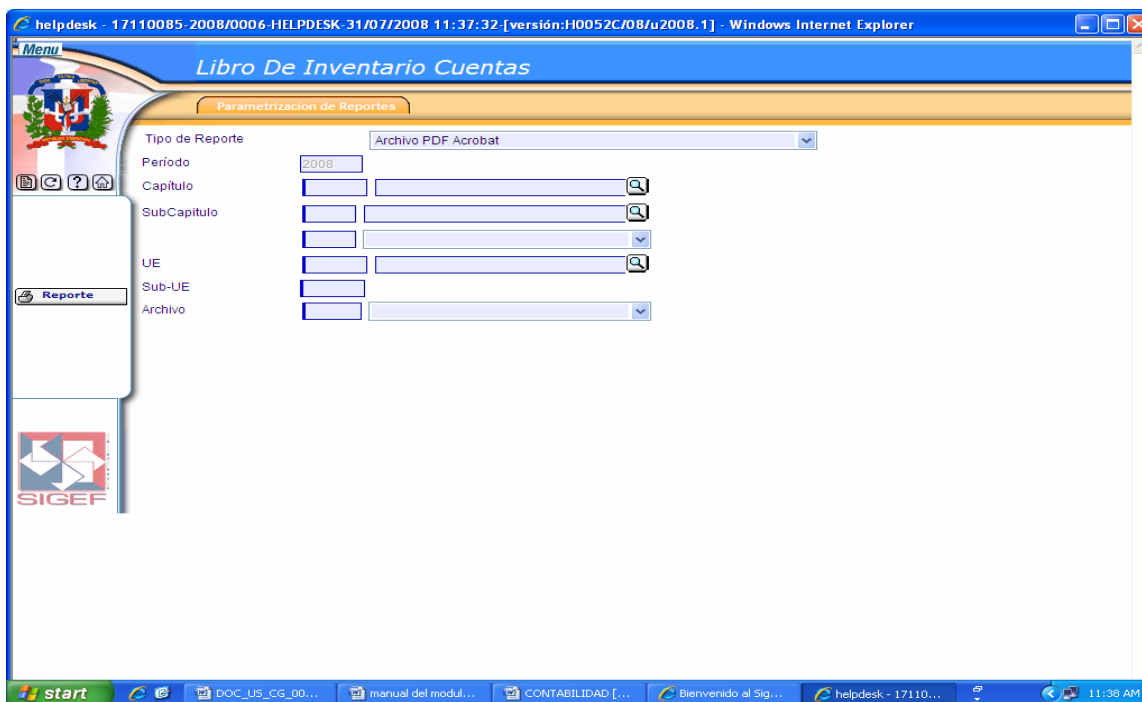 helpdesk - 17110085-2008/0006-HELPDESK-31/07/2008 11:37:32-[versión:H0052C/08/u2008.1] - Windows Internet Explorer
Menu
Libro De Inventario Cuentas
Parametrizacion de Reportes
Tipo de Reporte Archivo PDF Acrobat
Período 2008
Capítulo
SubCapitulo
UE
Sub-UE
Reporte
Archivo
SIGEF
start DOC_US_CG_00... manual del modul... CONTABILIDAD [... Bienvenido al Sig... helpdesk - 17110... 11:38 AM